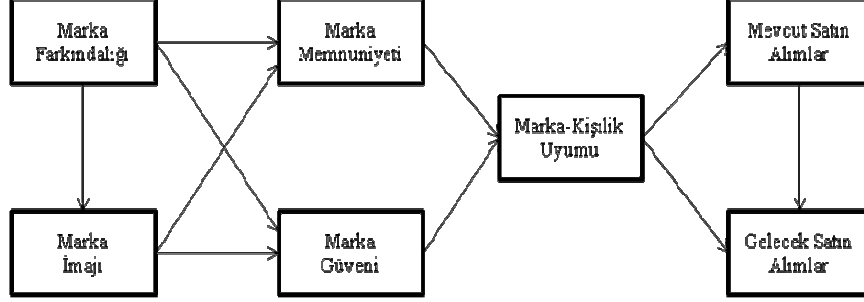 Marka
Farkındalığı
Marka
Memnuniyeti
Mevcut Satın
Alımlar
Marka-Kişilik
Uyumu
Marka
İmajı
Marka
Güveni
Gelecek Satın
Alımlar